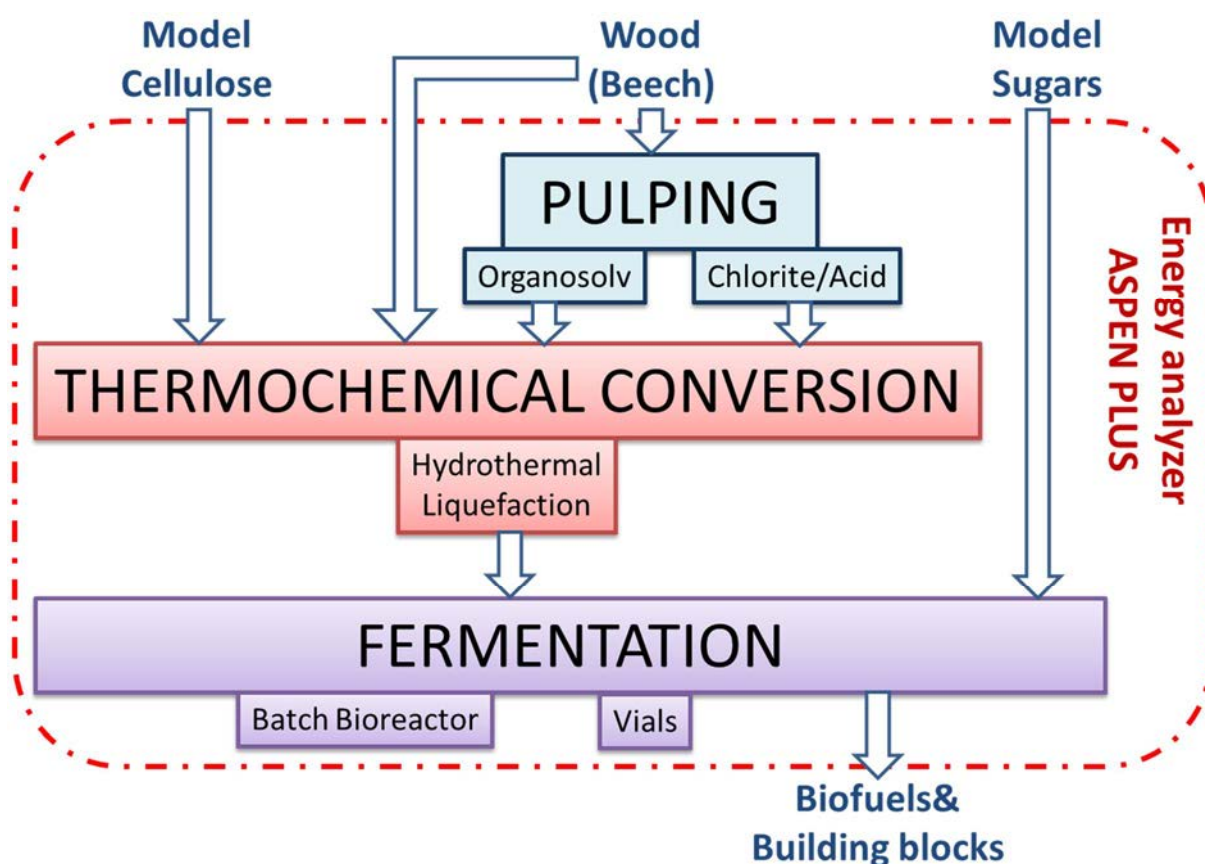 Model
Cellulose
Wood
(Beech)
Model
Sugars
PULPING
Organosolv
Chlorite/Acid
Energy analyzer
ASPEN PLUS
THERMOCHEMICAL CONVERSION
Hydrothermal
Liquefaction
FERMENTATION
Batch Bioreactor
Vials
Biofuels&
Building blocks